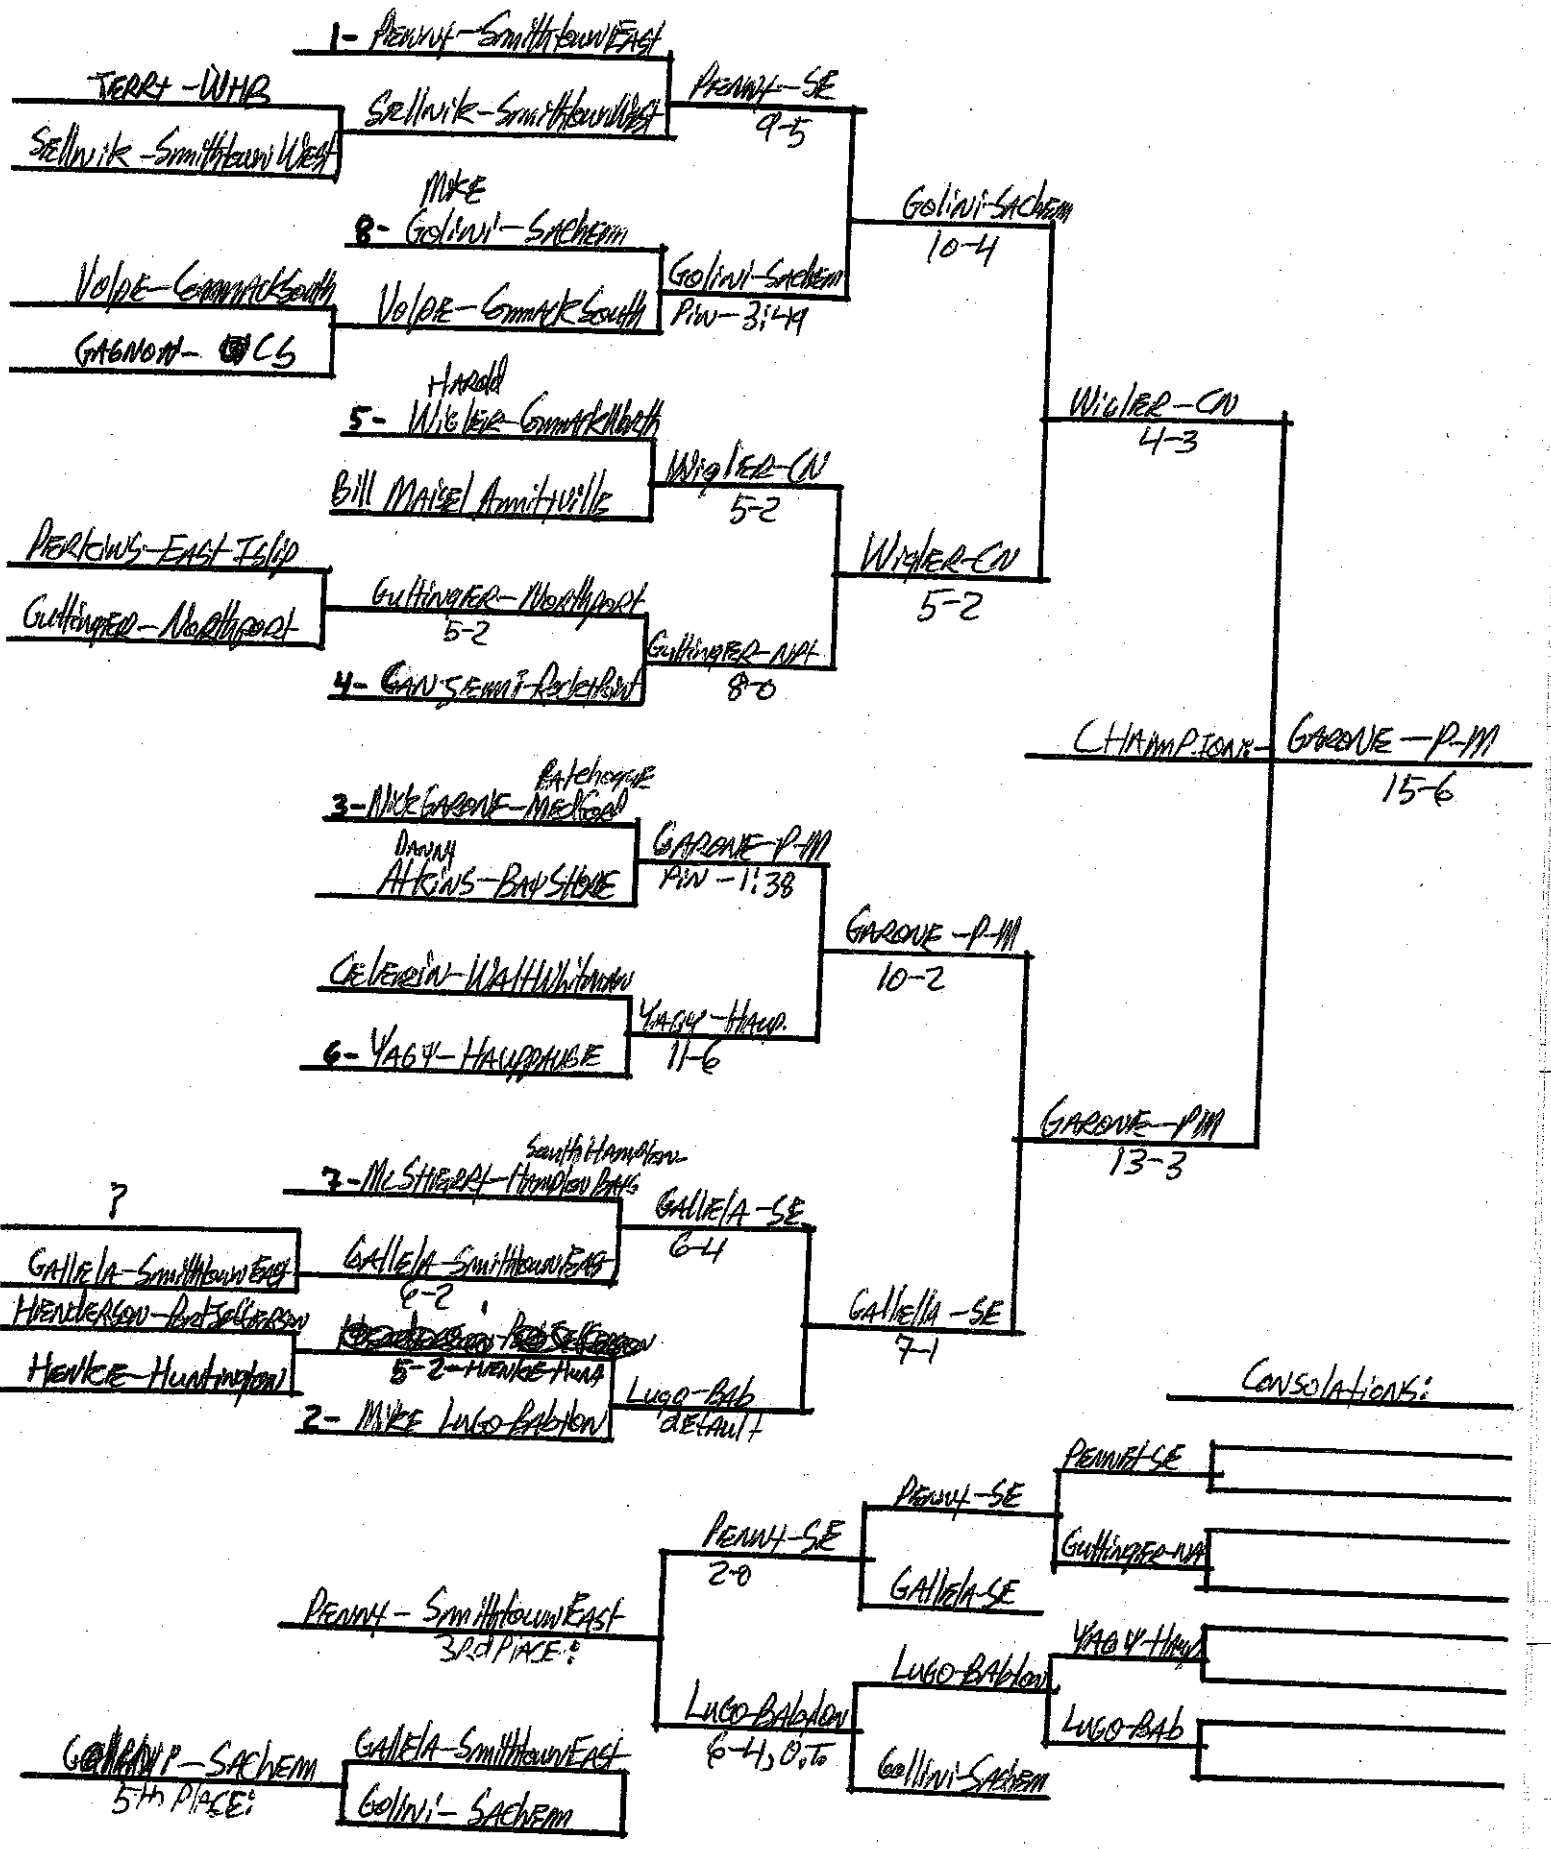 1- Penny-Smithtown East
Terry-WHB
Sellnik-Smithtown West
Sellnik-Smithtown West
Penny-SE
9-5
Mike
8- Golini-Sachem
Volpe-Commack South
Gagnon- CS
Volpe-Commack South
Golini-Sachem
Pin-3:49
Golini-Sachem
10-4
Harold
5- Wigler-Commack North
Bill Maisel Amityville
Wigler-CN
5-2
Perkins-East Islip
Guttinger-Northport
Guttinger-Northport
5-2
4- Cansemi-Rocky Point
Guttinger-NPt
8-0
Wigler-CN
5-2
Wigler-CN
4-3
Champion:- Garone-P-M
15-6
Patchogue
3- Nick Garone-Medford
Danny
Atkins-Bay Shore
Garone-P-M
Pin-1:38
Celerin-Walt Whitman
6- Yagy-Hauppauge
Yagy-Haup.
11-6
Garone-P-M
10-2
Garone-PM
13-3
South Hampton-
7- McSherry-Hampton Bays
?
Gallela-Smithtown East
Gallela-Smithtown East
6-2
Gallela-SE
6-4
Henderson-Port Jefferson
Henke-Huntington
5-2-Henke-Hunt
2- Mike Lugo-Babylon
Lugo-Bab
default
Gallella-SE
7-1
Consolations:
Penny-SE
Guttinger-NP
Yagy-Haup
Lugo-Bab
Penny-SE
Gallela-SE
Lugo-Babylon
Gollini-Sachem
Penny-SE
2-0
Lugo-Babylon
6-4, O.T.
Penny-Smithtown East
3rd Place:
Gallela-Smithtown East
Golini-Sachem
Golini-Sachem
5th Place: